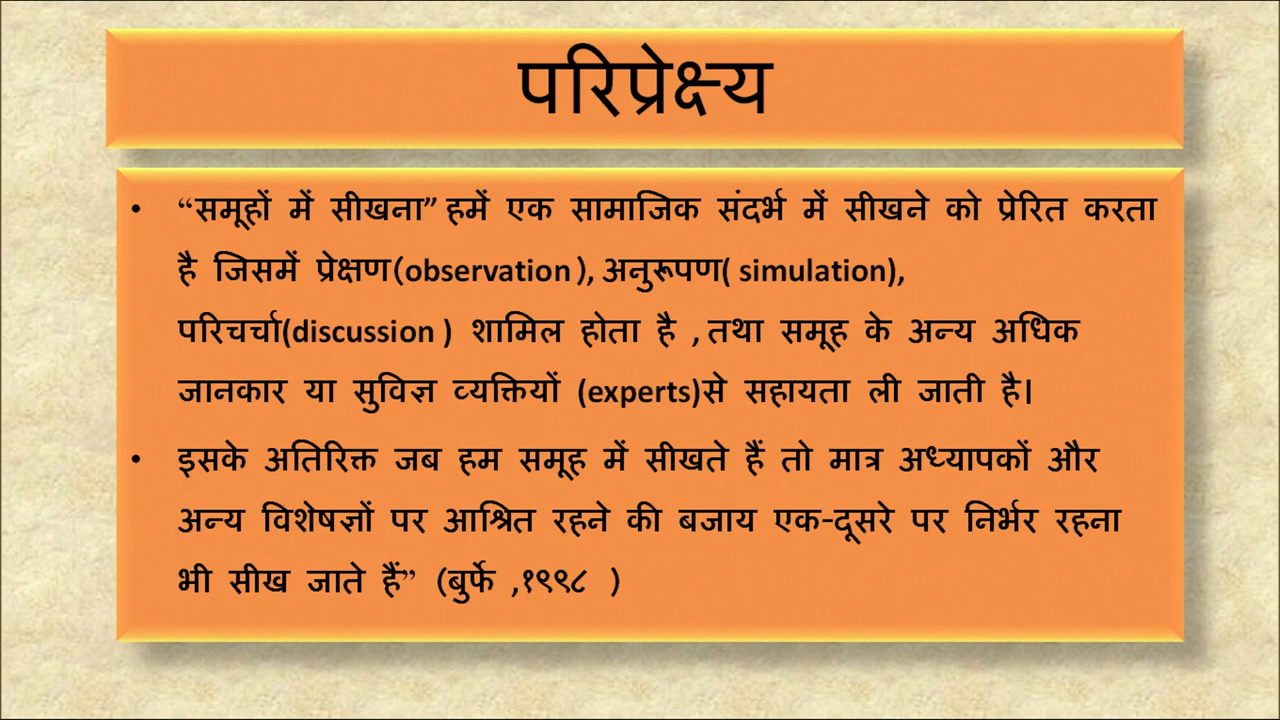 परिप्रेक्ष्य
• “समूहों में सीखना” हमें एक सामाजिक संदर्भ में सीखने को प्रेरित करता
है जिसमें प्रेक्षण(observation), अनुरूपण( simulation),
परिचर्चा(discussion ) शामिल होता है , तथा समूह के अन्य अधिक
जानकार या सुविज्ञ व्यक्तियों (experts)से सहायता ली जाती है।
• इसके अतिरिक्त जब हम समूह में सीखते हैं तो मात्र अध्यापकों और
अन्य विशेषज्ञों पर आश्रित रहने की बजाय एक-दूसरे पर निर्भर रहना
भी सीख जाते हैं” (बुर्फे ,१९९८ )